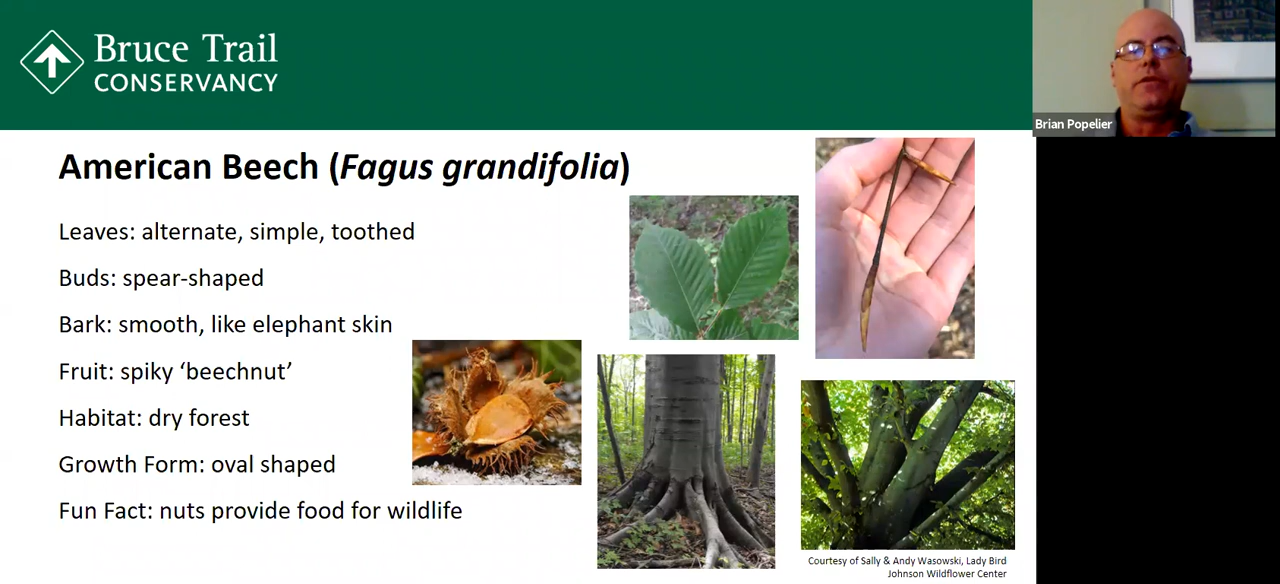 Bruce Trail
CONSERVANCY
Brian Popelier
American Beech (Fagus grandifolia)
Leaves: alternate, simple, toothed
Buds: spear-shaped
Bark: smooth, like elephant skin
Fruit: spiky ‘beechnut’
Habitat: dry forest
Growth Form: oval shaped
Fun Fact: nuts provide food for wildlife
Courtesy of Sally & Andy Wasowski, Lady Bird
Johnson Wildflower Center